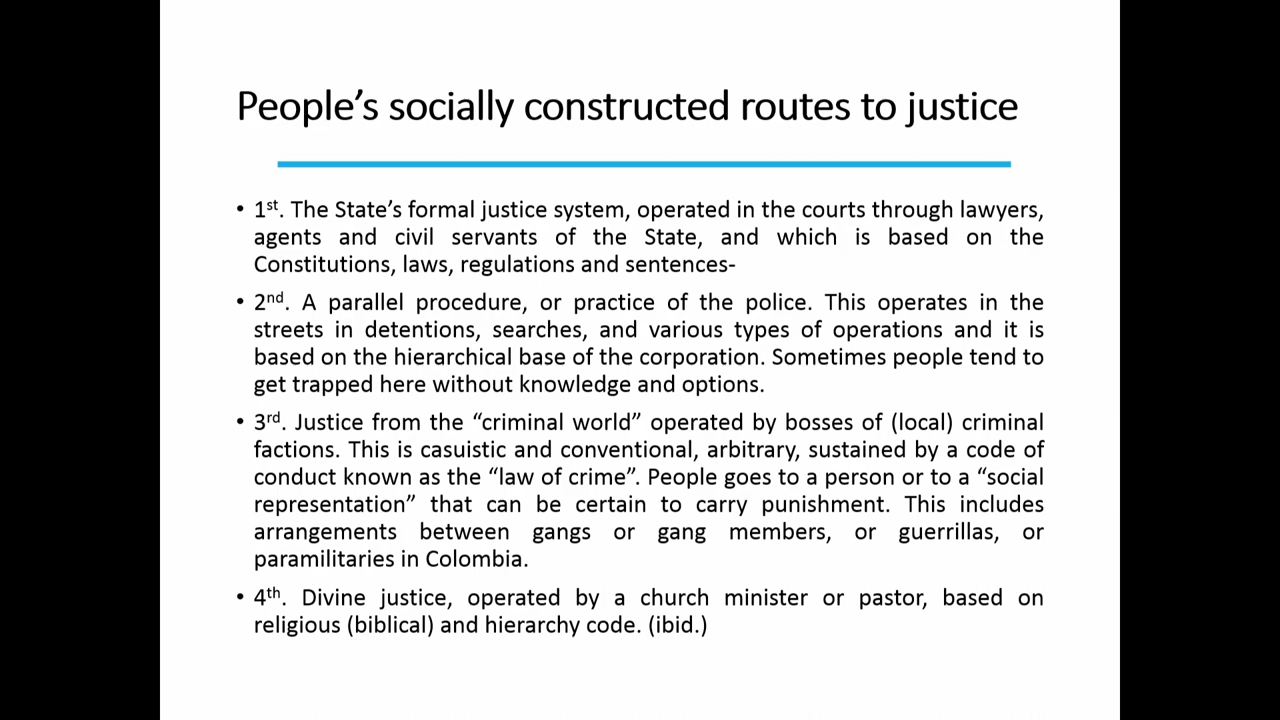 People’s socially constructed routes to justice
• 1st. The State’s formal justice system, operated in the courts through lawyers,
agents and civil servants of the State, and which is based on the
Constitutions, laws, regulations and sentences-
• 2nd. A parallel procedure, or practice of the police. This operates in the
streets in detentions, searches, and various types of operations and it is
based on the hierarchical base of the corporation. Sometimes people tend to
get trapped here without knowledge and options.
• 3rd. Justice from the “criminal world” operated by bosses of (local) criminal
factions. This is casuistic and conventional, arbitrary, sustained by a code of
conduct known as the “law of crime”. People goes to a person or to a “social
representation” that can be certain to carry punishment. This includes
arrangements between gangs or gang members, or guerrillas, or
paramilitaries in Colombia.
• 4th. Divine justice, operated by a church minister or pastor, based on
religious (biblical) and hierarchy code. (ibid.)